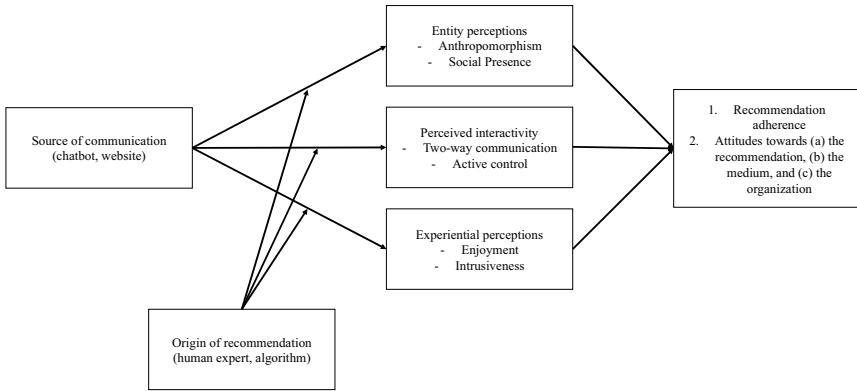 Entity perceptions
- Anthropomorphism
- Social Presence
Source of communication
(chatbot, website)
Perceived interactivity
- Two-way communication
- Active control
1. Recommendation
adherence
2. Attitudes towards (a) the
recommendation, (b) the
medium, and (c) the
organization
Experiential perceptions
- Enjoyment
- Intrusiveness
Origin of recommendation
(human expert, algorithm)